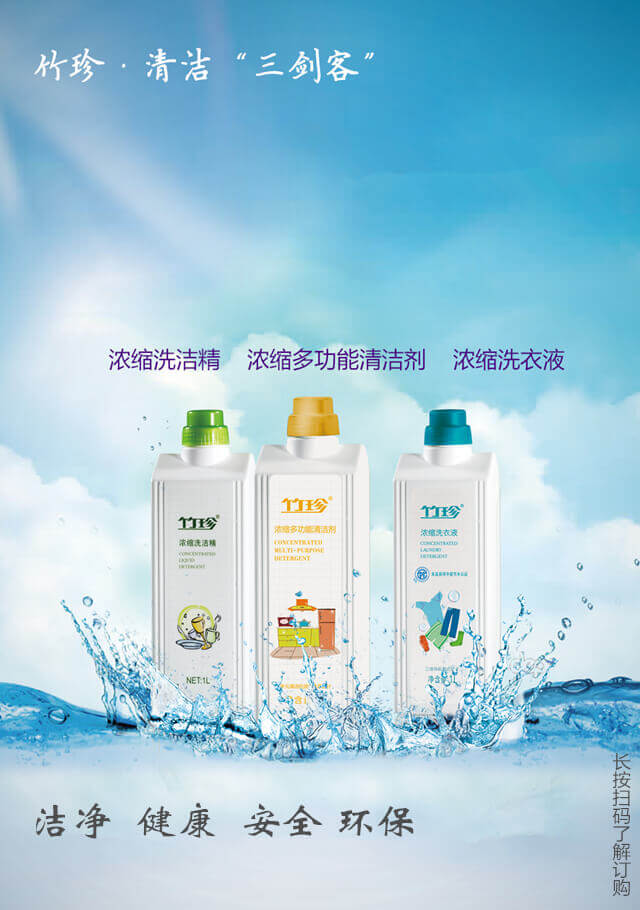 竹珍·清洁“三剑客”
浓缩洗洁精 浓缩多功能清洁剂 浓缩洗衣液
竹珍®
浓缩洗洁精
CONCENTRATED
LIQUID
DETERGENT
NET:1L
竹珍®
浓缩多功能清洁剂
CONCENTRATED
MULTI-PURPOSE
DETERGENT
竹珍®
浓缩洗衣液
CONCENTRATED
LAUNDRY
DETERGENT
洁净 健康 安全 环保
长按扫码了解订购